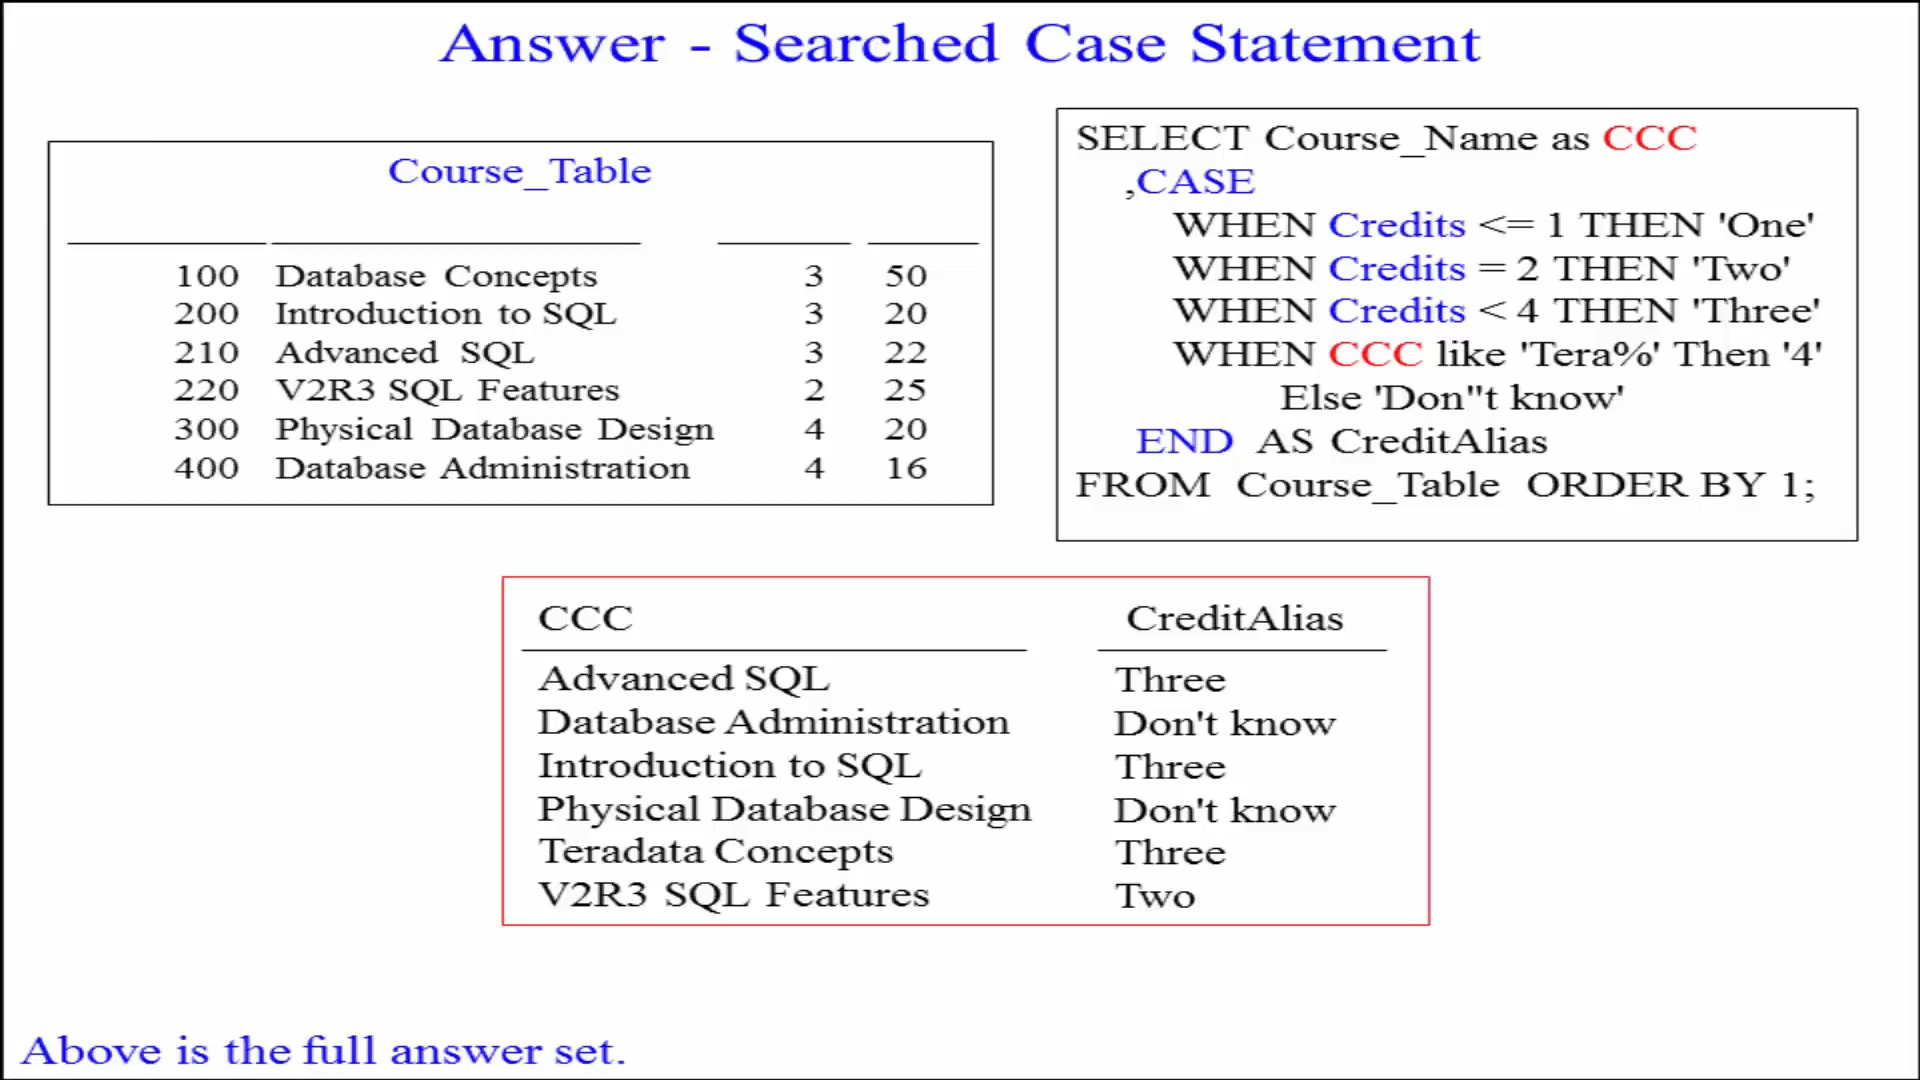 Answer - Searched Case Statement
Course_Table
100 Database Concepts 3 50
200 Introduction to SQL 3 20
210 Advanced SQL 3 22
220 V2R3 SQL Features 2 25
300 Physical Database Design 4 20
400 Database Administration 4 16
SELECT Course_Name as CCC
,CASE
WHEN Credits <= 1 THEN 'One'
WHEN Credits = 2 THEN 'Two'
WHEN Credits < 4 THEN 'Three'
WHEN CCC like 'Tera%' Then '4'
Else 'Don''t know'
END AS CreditAlias
FROM Course_Table ORDER BY 1;
CCC CreditAlias
Advanced SQL Three
Database Administration Don't know
Introduction to SQL Three
Physical Database Design Don't know
Teradata Concepts Three
V2R3 SQL Features Two
Above is the full answer set.